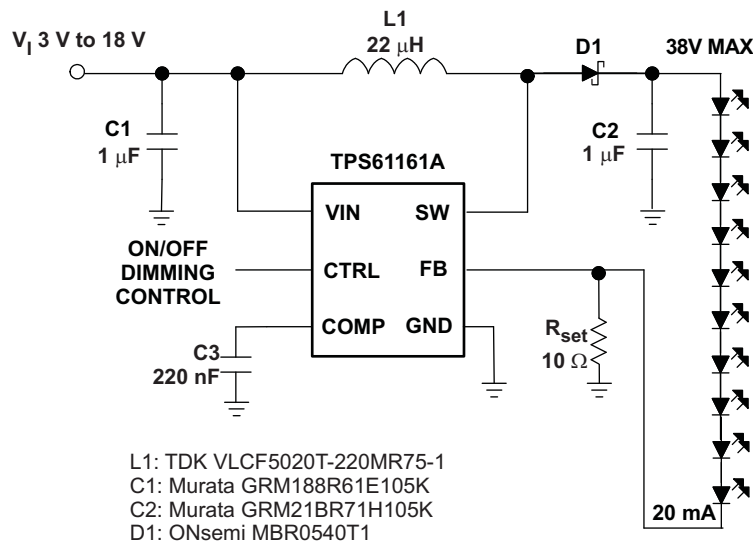 L1
22 μH
V_I 3 V to 18 V
D1
38V MAX
C1
1 μF
C2
1 μF
TPS61161A
VIN
SW
ON/OFF
DIMMING
CONTROL
CTRL
FB
COMP
GND
C3
220 nF
R_set
10 Ω
20 mA
L1: TDK VLCF5020T-220MR75-1
C1: Murata GRM188R61E105K
C2: Murata GRM21BR71H105K
D1: ONsemi MBR0540T1